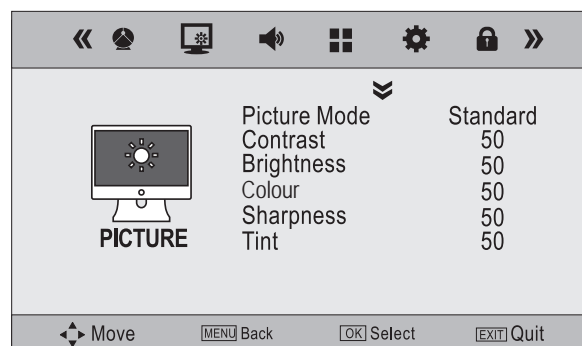 Picture Mode Standard
Contrast 50
Brightness 50
Colour 50
Sharpness 50
Tint 50
PICTURE
Move MENU Back OK Select EXIT Quit